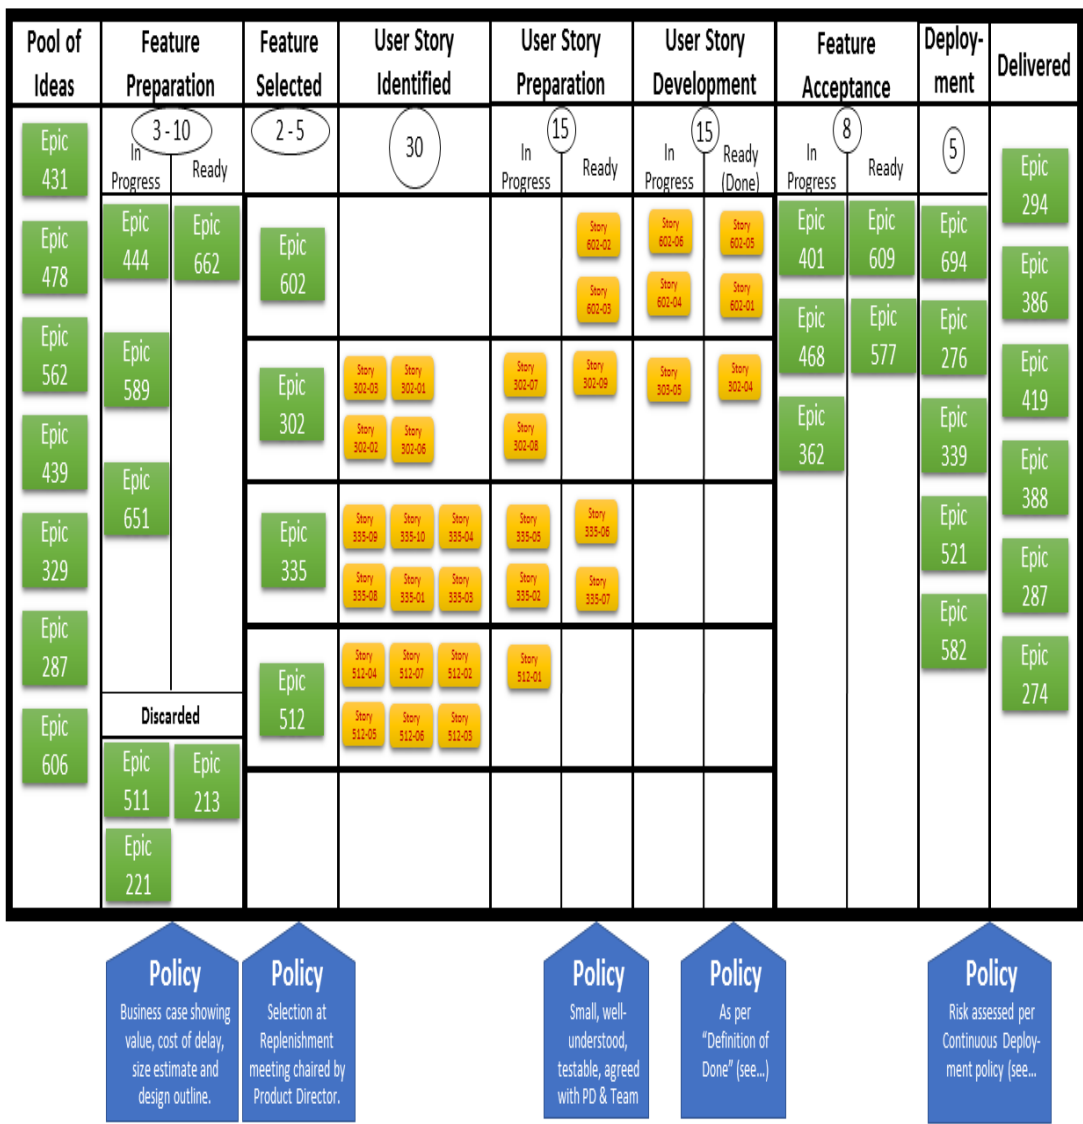 Pool of
Ideas
Feature
Preparation
Feature
Selected
User Story
Identified
User Story
Preparation
User Story
Development
Feature
Acceptance
Deploy-
ment
Delivered
3 - 10
2 - 5
30
15
15
8
5
In
Progress
Ready
In
Progress
Ready
In
Progress
Ready
(Done)
In
Progress
Ready
Epic
431
Epic
478
Epic
562
Epic
439
Epic
329
Epic
287
Epic
606
Epic
444
Epic
589
Epic
651
Epic
662
Discarded
Epic
511
Epic
213
Epic
221
Epic
602
Story
602-02
Story
602-03
Story
602-06
Story
602-04
Story
602-05
Story
602-01
Epic
302
Story
302-03
Story
302-01
Story
302-02
Story
302-06
Story
302-07
Story
302-08
Story
302-09
Story
303-05
Story
302-04
Epic
335
Story
335-09
Story
335-10
Story
335-04
Story
335-08
Story
335-01
Story
335-03
Story
335-05
Story
335-02
Story
335-06
Story
335-07
Epic
512
Story
512-04
Story
512-07
Story
512-02
Story
512-05
Story
512-06
Story
512-03
Story
512-01
Epic
401
Epic
468
Epic
362
Epic
609
Epic
577
Epic
694
Epic
276
Epic
339
Epic
521
Epic
582
Epic
294
Epic
386
Epic
419
Epic
388
Epic
287
Epic
274
Policy
Business case showing
value, cost of delay,
size estimate and
design outline.
Policy
Selection at
Replenishment
meeting chaired by
Product Director.
Policy
Small, well-
understood,
testable, agreed
with PD & Team
Policy
As per
“Definition of
Done” (see...)
Policy
Risk assessed per
Continuous Deploy-
ment policy (see...